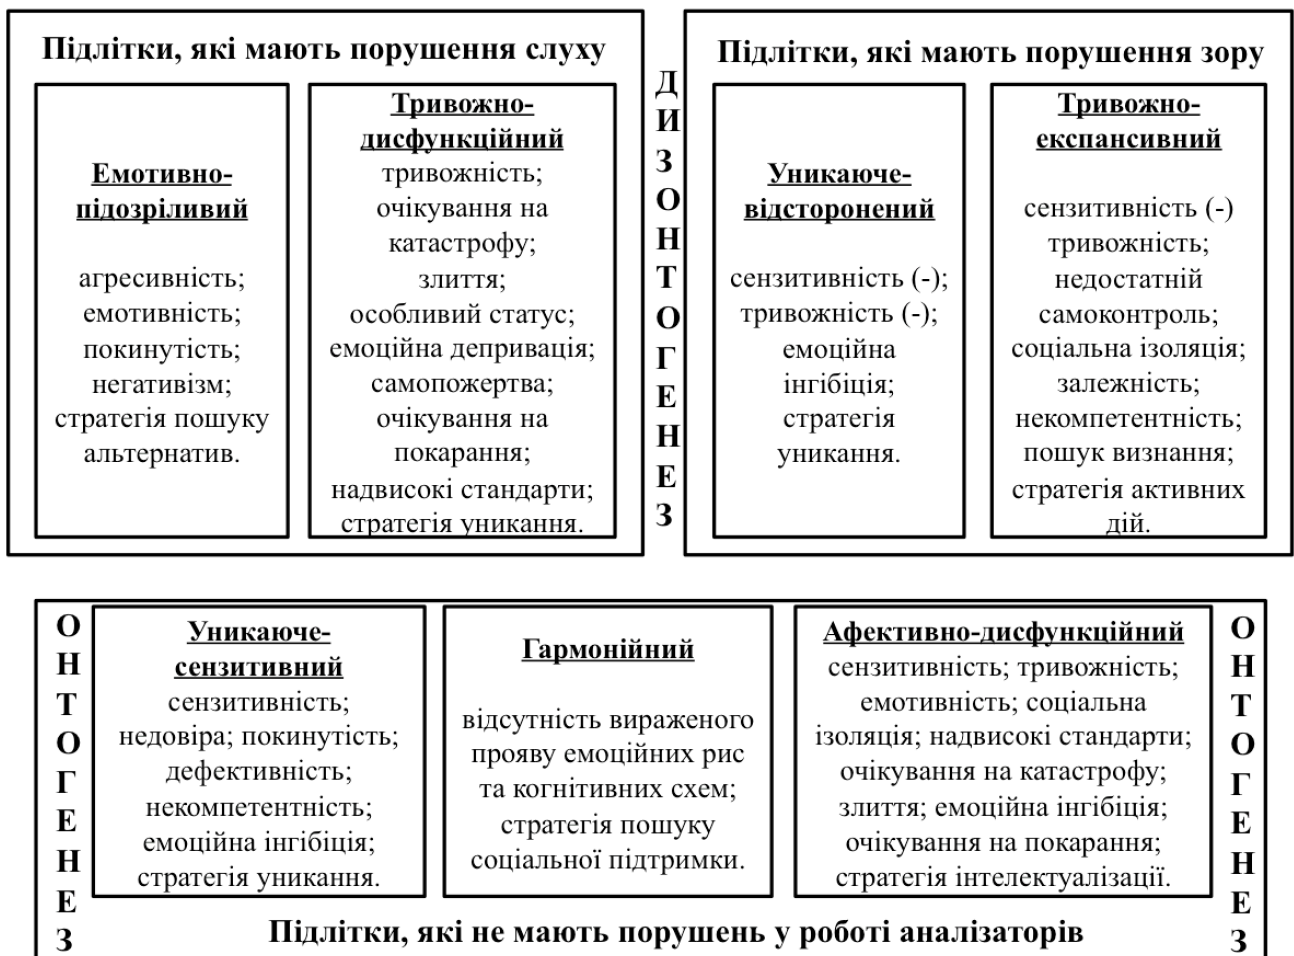 Підлітки, які мають порушення слуху
Емотивно-
підозріливий
агресивність;
емотивність;
покинутість;
негативізм;
стратегія пошуку
альтернатив.
Тривожно-
дисфункційний
тривожність;
очікування на
катастрофу;
злиття;
особливий статус;
емоційна депривація;
самопожертва;
очікування на
покарання;
надвисокі стандарти;
стратегія уникання.
ДИЗОНТОГЕНЕЗ
Підлітки, які мають порушення зору
Уникаюче-
відсторонений
сензитивність (-);
тривожність (-);
емоційна
інгібіція;
стратегія
уникання.
Тривожно-
експансивний
сензитивність (-)
тривожність;
недостатній
самоконтроль;
соціальна ізоляція;
залежність;
некомпетентність;
пошук визнання;
стратегія активних
дій.
ОНТОГЕНЕЗ
Уникаюче-
сензитивний
сензитивність;
недовіра; покинутість;
дефективність;
некомпетентність;
емоційна інгібіція;
стратегія уникання.
Гармонійний
відсутність вираженого
прояву емоційних рис
та когнітивних схем;
стратегія пошуку
соціальної підтримки.
Афективно-дисфункційний
сензитивність; тривожність;
емотивність; соціальна
ізоляція; надвисокі стандарти;
очікування на катастрофу;
злиття; емоційна інгібіція;
очікування на покарання;
стратегія інтелектуалізації.
ОНТОГЕНЕЗ
Підлітки, які не мають порушень у роботі аналізаторів